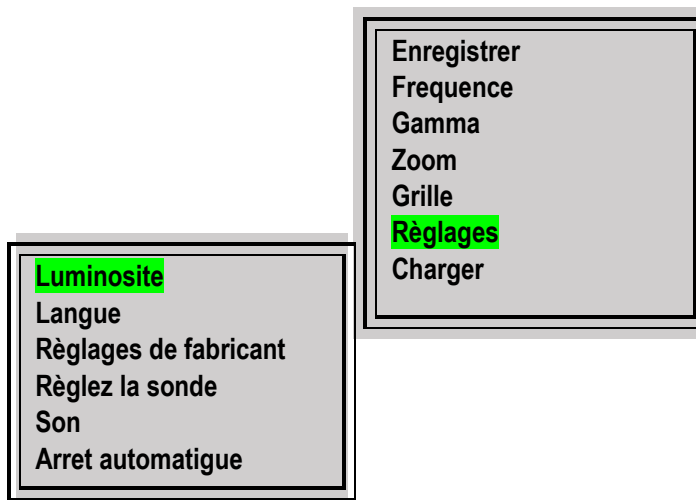 Enregistrer
Frequence
Gamma
Zoom
Grille
Règlages
Charger
Luminosite
Langue
Règlages de fabricant
Règlez la sonde
Son
Arret automatigue